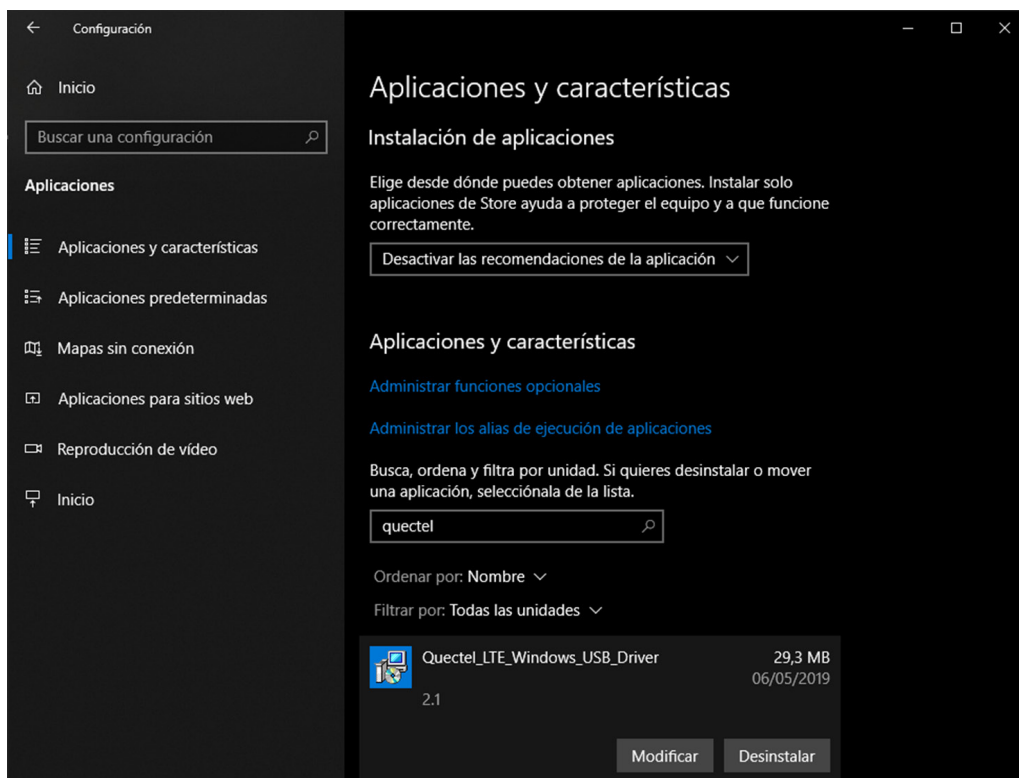 Configuración
Inicio
Buscar una configuración
Aplicaciones
Aplicaciones y características
Aplicaciones predeterminadas
Mapas sin conexión
Aplicaciones para sitios web
Reproducción de vídeo
Inicio
Aplicaciones y características
Instalación de aplicaciones
Elige desde dónde puedes obtener aplicaciones. Instalar solo
aplicaciones de Store ayuda a proteger el equipo y a que funcione
correctamente.
Desactivar las recomendaciones de la aplicación
Aplicaciones y características
Administrar funciones opcionales
Administrar los alias de ejecución de aplicaciones
Busca, ordena y filtra por unidad. Si quieres desinstalar o mover
una aplicación, selecciónala de la lista.
quectel
Ordenar por: Nombre
Filtrar por: Todas las unidades
Quectel_LTE_Windows_USB_Driver 29,3 MB
06/05/2019
2.1
Modificar Desinstalar